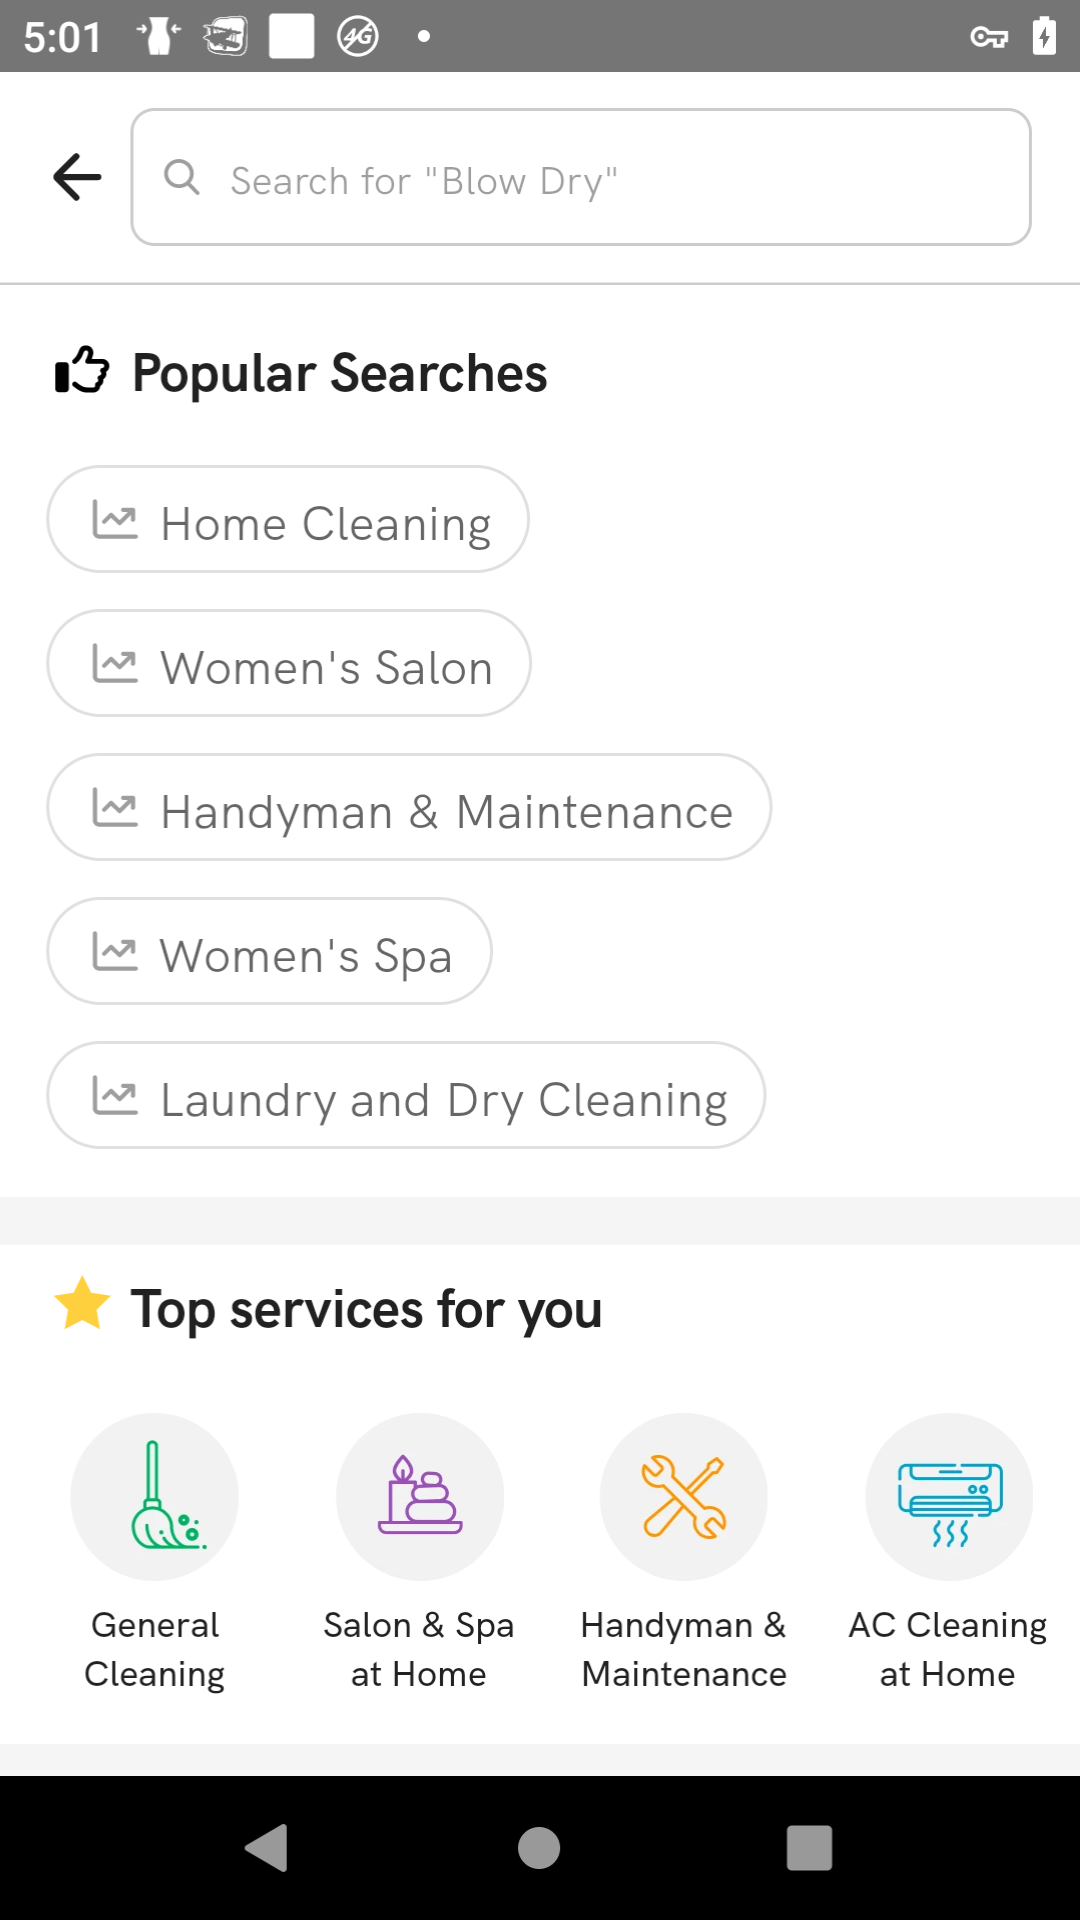 5:01
4G
Search for "Blow Dry"
Popular Searches
Home Cleaning
Women's Salon
Handyman & Maintenance
Women's Spa
Laundry and Dry Cleaning
Top services for you
General
Cleaning
Salon & Spa
at Home
Handyman &
Maintenance
AC Cleaning
at Home